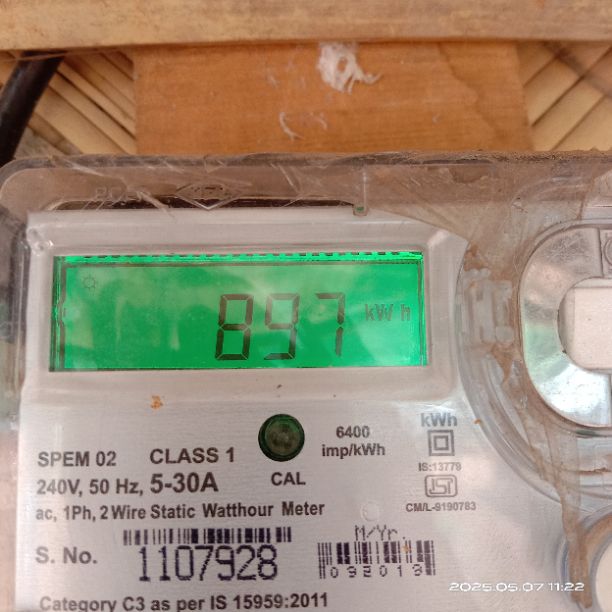 897 kWh
6400
imp/kWh
kWh
SPEM 02 CLASS 1
CAL
IS:13779
240V, 50 Hz, 5-30A
CM/L-9190783
ac, 1Ph, 2 Wire Static Watthour Meter
M/Yr.
S. No. 1107928
092018
Category C3 as per IS 15959:2011
2025.05.07 11:22